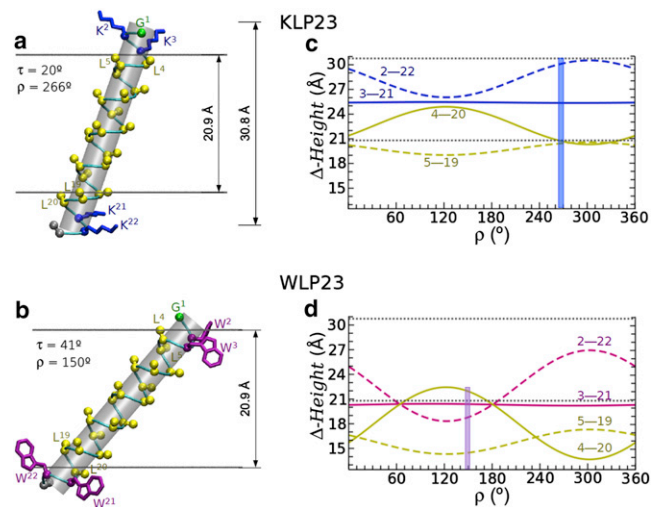 KLP23
a
G1
K2
K3
L5
L4
τ = 20º
ρ = 266º
20.9 Å
30.8 Å
L19
L20
K21
K22
c
Δ-Height (Å)
30
27
24
21
18
15
2—22
3—21
4—20
5—19
60 120 180 240 300 360
ρ (º)
WLP23
b
G1
L4
W2
L5
W3
τ = 41º
ρ = 150º
20.9 Å
L19
L20
W22
W21
d
Δ-Height (Å)
30
27
24
21
18
15
2—22
3—21
5—19
4—20
60 120 180 240 300 360
ρ (º)